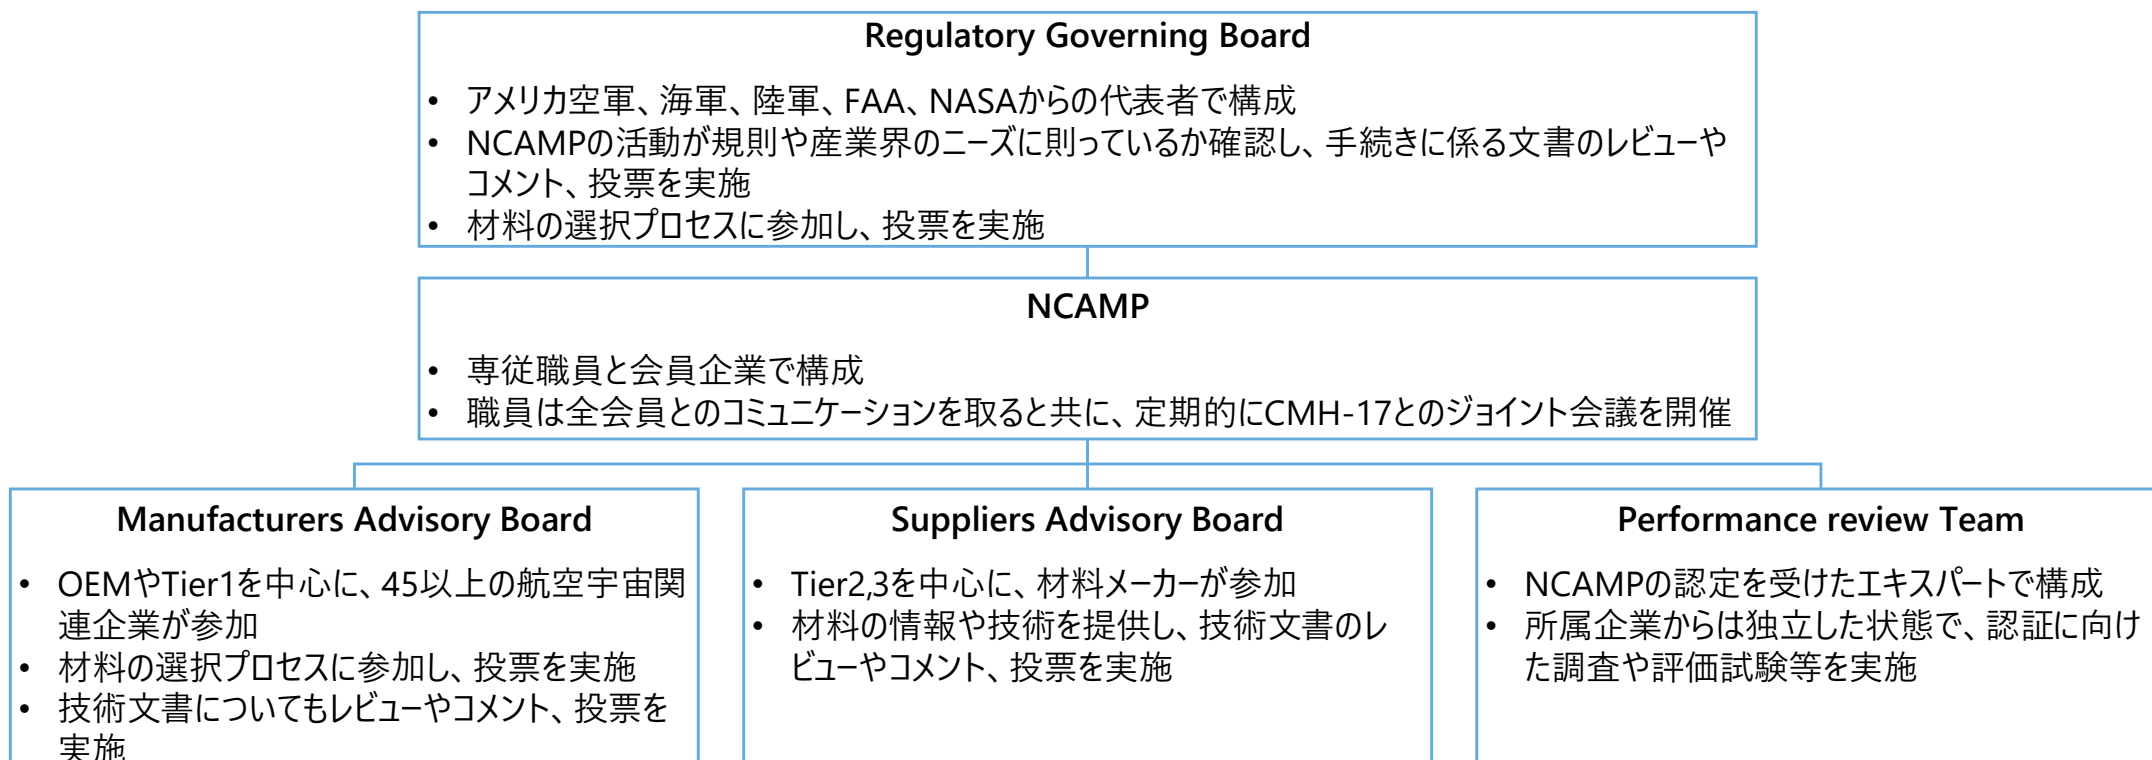 Regulatory Governing Board
• アメリカ空軍、海軍、陸軍、FAA、NASAからの代表者で構成
• NCAMPの活動が規則や産業界のニーズに則っているか確認し、手続きに係る文書のレビューや
コメント、投票を実施
• 材料の選択プロセスに参加し、投票を実施
NCAMP
• 専従職員と会員企業で構成
• 職員は全会員とのコミュニケーションを取ると共に、定期的にCMH-17とのジョイント会議を開催
Manufacturers Advisory Board
• OEMやTier1を中心に、45以上の航空宇宙関
連企業が参加
• 材料の選択プロセスに参加し、投票を実施
• 技術文書についてもレビューやコメント、投票を
実施
Suppliers Advisory Board
• Tier2,3を中心に、材料メーカーが参加
• 材料の情報や技術を提供し、技術文書のレ
ビューやコメント、投票を実施
Performance review Team
• NCAMPの認定を受けたエキスパートで構成
• 所属企業からは独立した状態で、認証に向け
た調査や評価試験等を実施